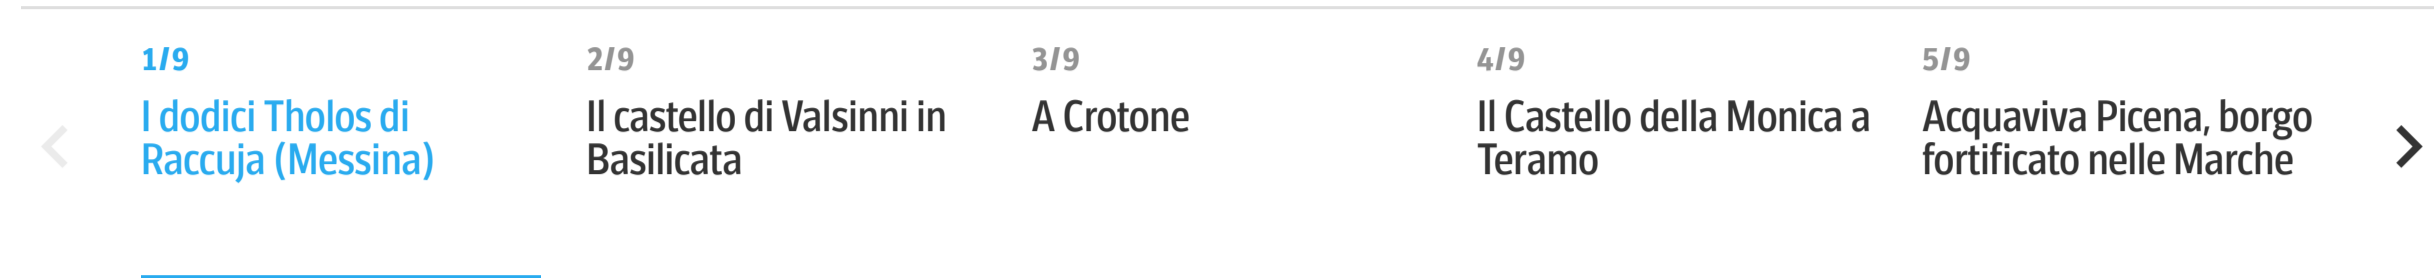 1/9
I dodici Tholos di
Raccuja (Messina)
2/9
Il castello di Valsinni in
Basilicata
3/9
A Crotone
4/9
Il Castello della Monica a
Teramo
5/9
Acquaviva Picena, borgo
fortificato nelle Marche